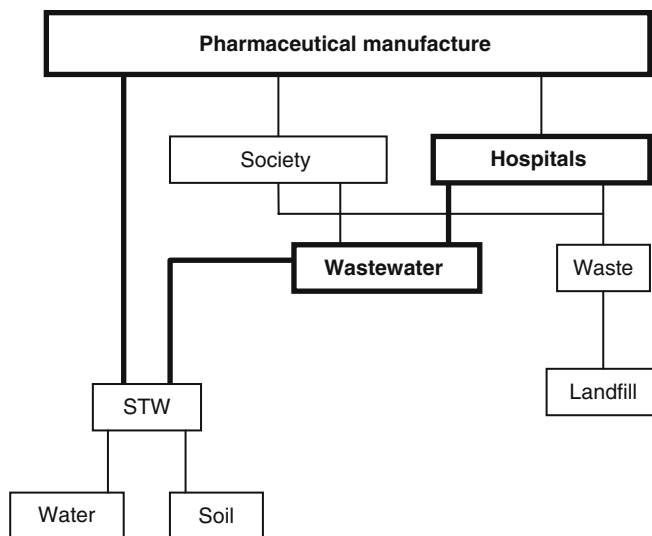 Pharmaceutical manufacture
Society
Hospitals
Wastewater
Waste
STW
Landfill
Water
Soil